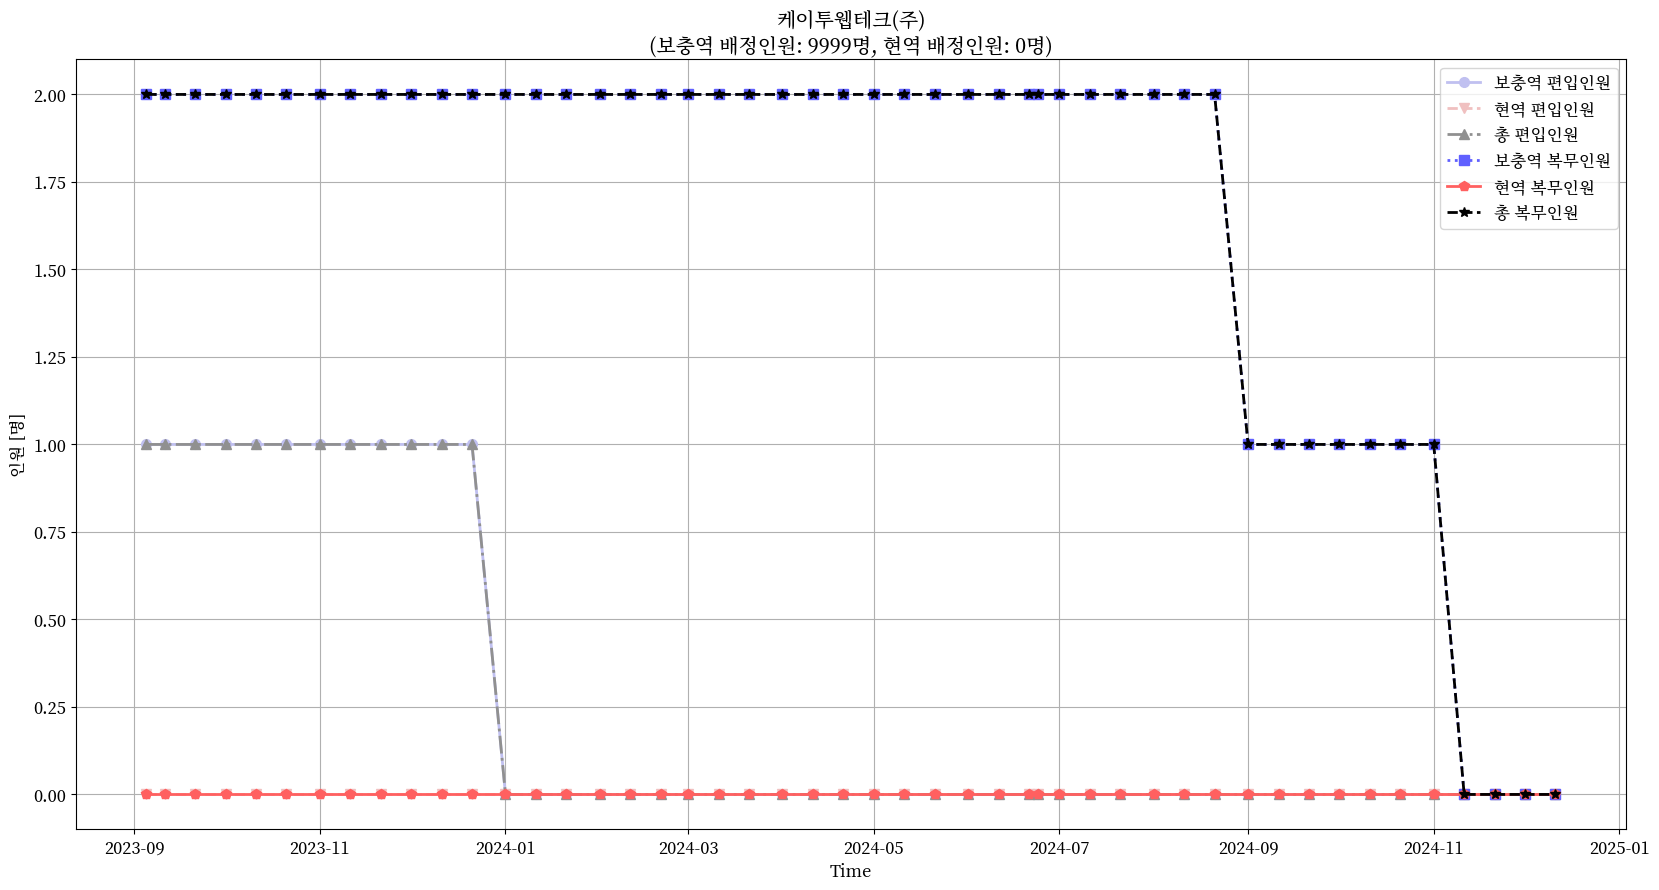 케이투웹테크(주)
(보충역 배정인원: 9999명, 현역 배정인원: 0명)
보충역 편입인원
현역 편입인원
총 편입인원
보충역 복무인원
현역 복무인원
총 복무인원
인원 [명]
2.00
1.75
1.50
1.25
1.00
0.75
0.50
0.25
0.00
2023-09 2023-11 2024-01 2024-03 2024-05 2024-07 2024-09 2024-11 2025-01
Time